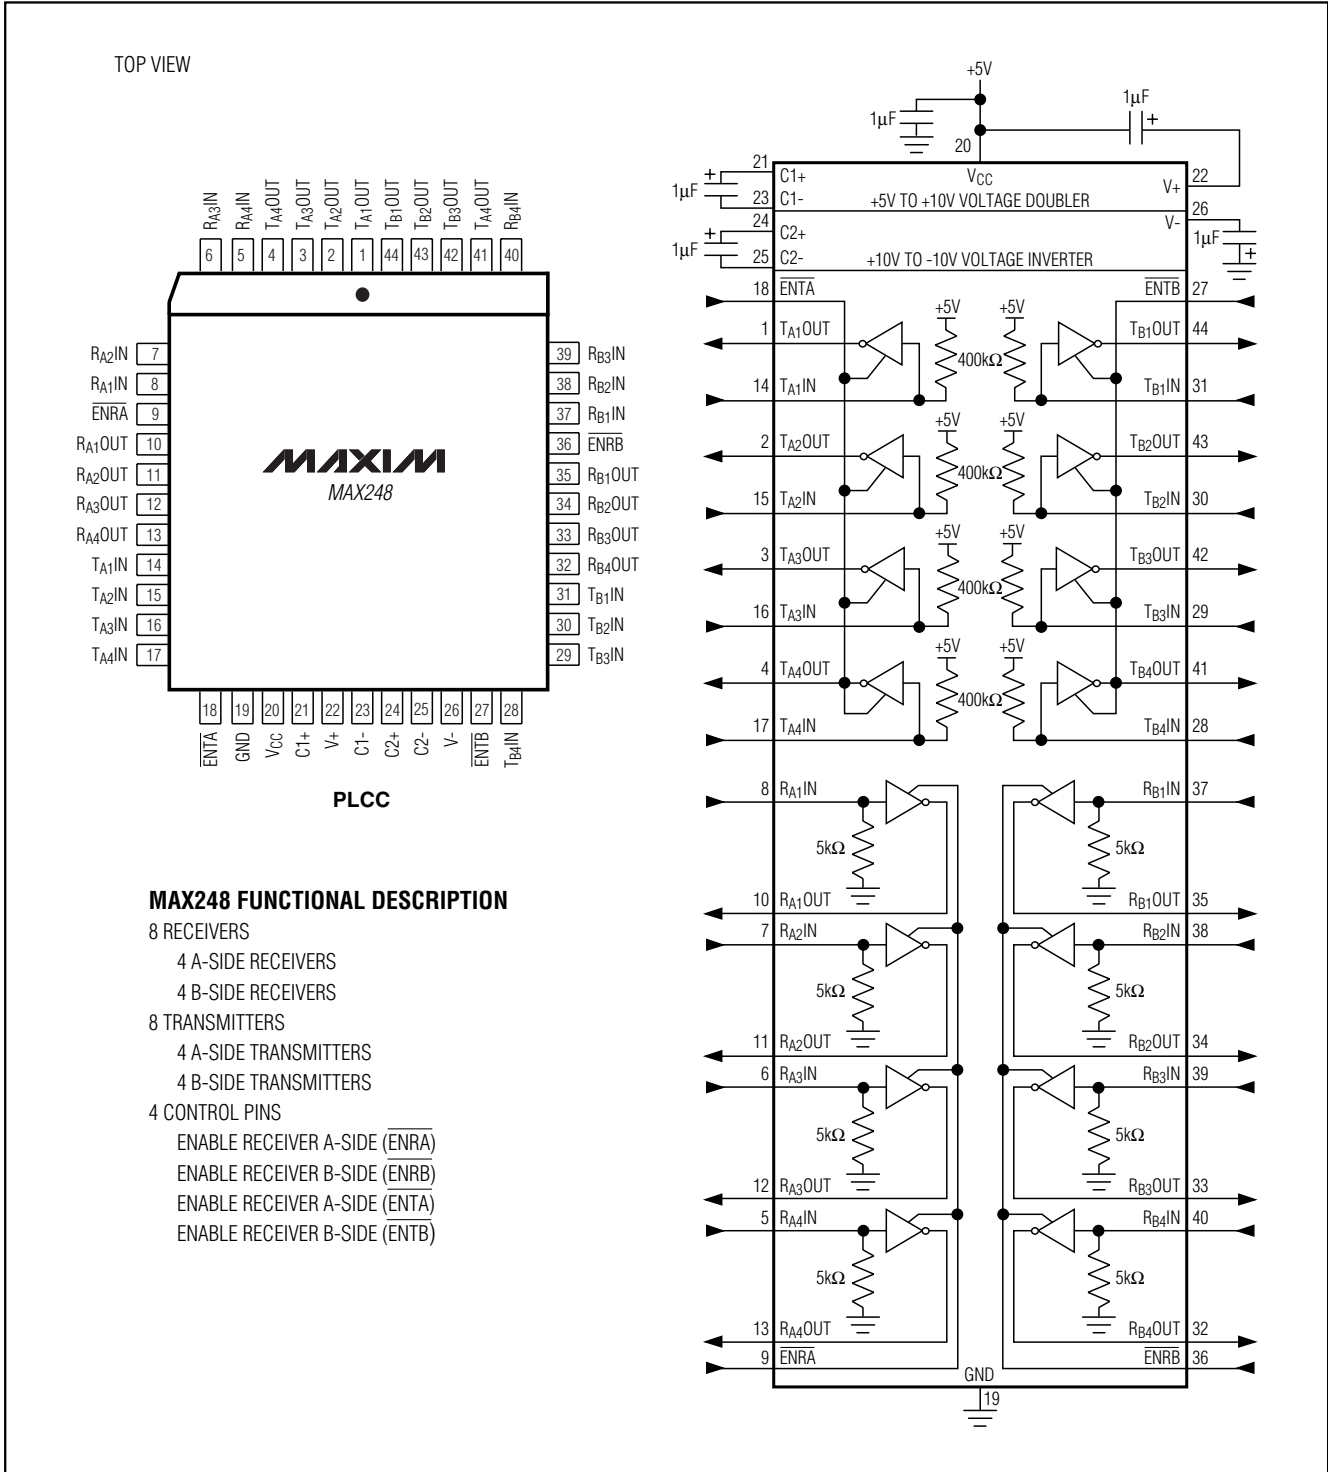 TOP VIEW
RA3IN
RA4IN
TA4OUT
TA3OUT
TA2OUT
TA1OUT
TB1OUT
TB2OUT
TB3OUT
TA4OUT
RB4IN
6 5 4 3 2 1 44 43 42 41 40
RA2IN 7
RA1IN 8
ENRA 9
RA1OUT 10
RA2OUT 11
RA3OUT 12
RA4OUT 13
TA1IN 14
TA2IN 15
TA3IN 16
TA4IN 17
MAXIM
MAX248
39 RB3IN
38 RB2IN
37 RB1IN
36 ENRB
35 RB1OUT
34 RB2OUT
33 RB3OUT
32 RB4OUT
31 TB1IN
30 TB2IN
29 TB3IN
18 19 20 21 22 23 24 25 26 27 28
ENTA
GND
VCC
C1+
V+
C1-
C2+
C2-
V-
ENTB
TB4IN
PLCC
MAX248 FUNCTIONAL DESCRIPTION
8 RECEIVERS
4 A-SIDE RECEIVERS
4 B-SIDE RECEIVERS
8 TRANSMITTERS
4 A-SIDE TRANSMITTERS
4 B-SIDE TRANSMITTERS
4 CONTROL PINS
ENABLE RECEIVER A-SIDE (ENRA)
ENABLE RECEIVER B-SIDE (ENRB)
ENABLE RECEIVER A-SIDE (ENTA)
ENABLE RECEIVER B-SIDE (ENTB)
+5V
1µF
1µF +
20
VCC
+ 1µF
21 C1+
23 C1-
+5V TO +10V VOLTAGE DOUBLER
V+ 22
V- 26
1µF +
+ 1µF
24 C2+
25 C2-
+10V TO -10V VOLTAGE INVERTER
18 ENTA
ENTB 27
+5V +5V
1 TA1OUT
TB1OUT 44
400kΩ
14 TA1IN
TB1IN 31
+5V
2 TA2OUT
TB2OUT 43
400kΩ
15 TA2IN
TB2IN 30
+5V
3 TA3OUT
TB3OUT 42
400kΩ
16 TA3IN
TB3IN 29
+5V +5V
4 TA4OUT
TB4OUT 41
400kΩ
17 TA4IN
TB4IN 28
8 RA1IN
RB1IN 37
5kΩ 5kΩ
10 RA1OUT
RB1OUT 35
7 RA2IN
RB2IN 38
5kΩ 5kΩ
11 RA2OUT
RB2OUT 34
6 RA3IN
RB3IN 39
5kΩ 5kΩ
12 RA3OUT
RB3OUT 33
5 RA4IN
RB4IN 40
5kΩ 5kΩ
13 RA4OUT
RB4OUT 32
9 ENRA
ENRB 36
GND
19